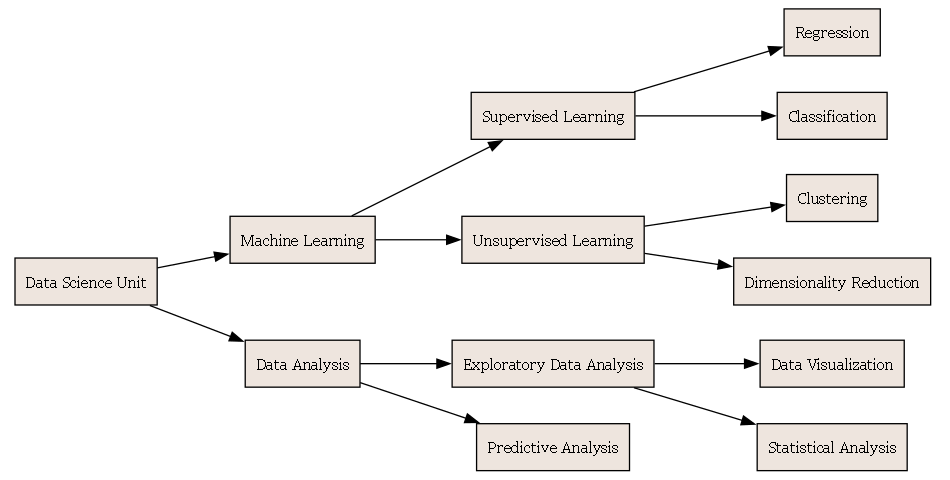 Regression
Supervised Learning
Classification
Clustering
Machine Learning
Unsupervised Learning
Data Science Unit
Dimensionality Reduction
Data Analysis
Exploratory Data Analysis
Data Visualization
Predictive Analysis
Statistical Analysis